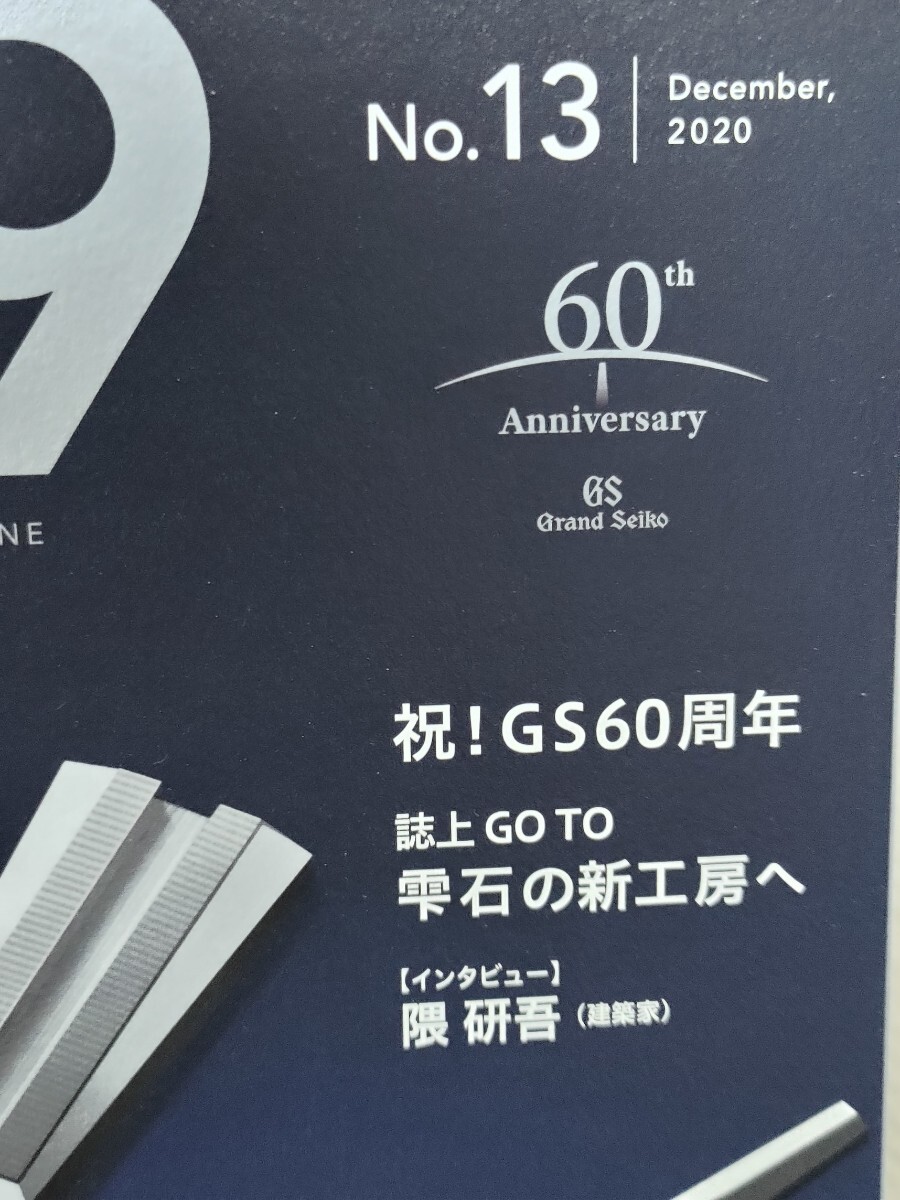 9
No.13
December,
2020
60th
Anniversary
GS
Grand Seiko
NE
祝！GS60周年
誌上 GO TO
雫石の新工房へ
【インタビュー】
隈 研吾（建築家）